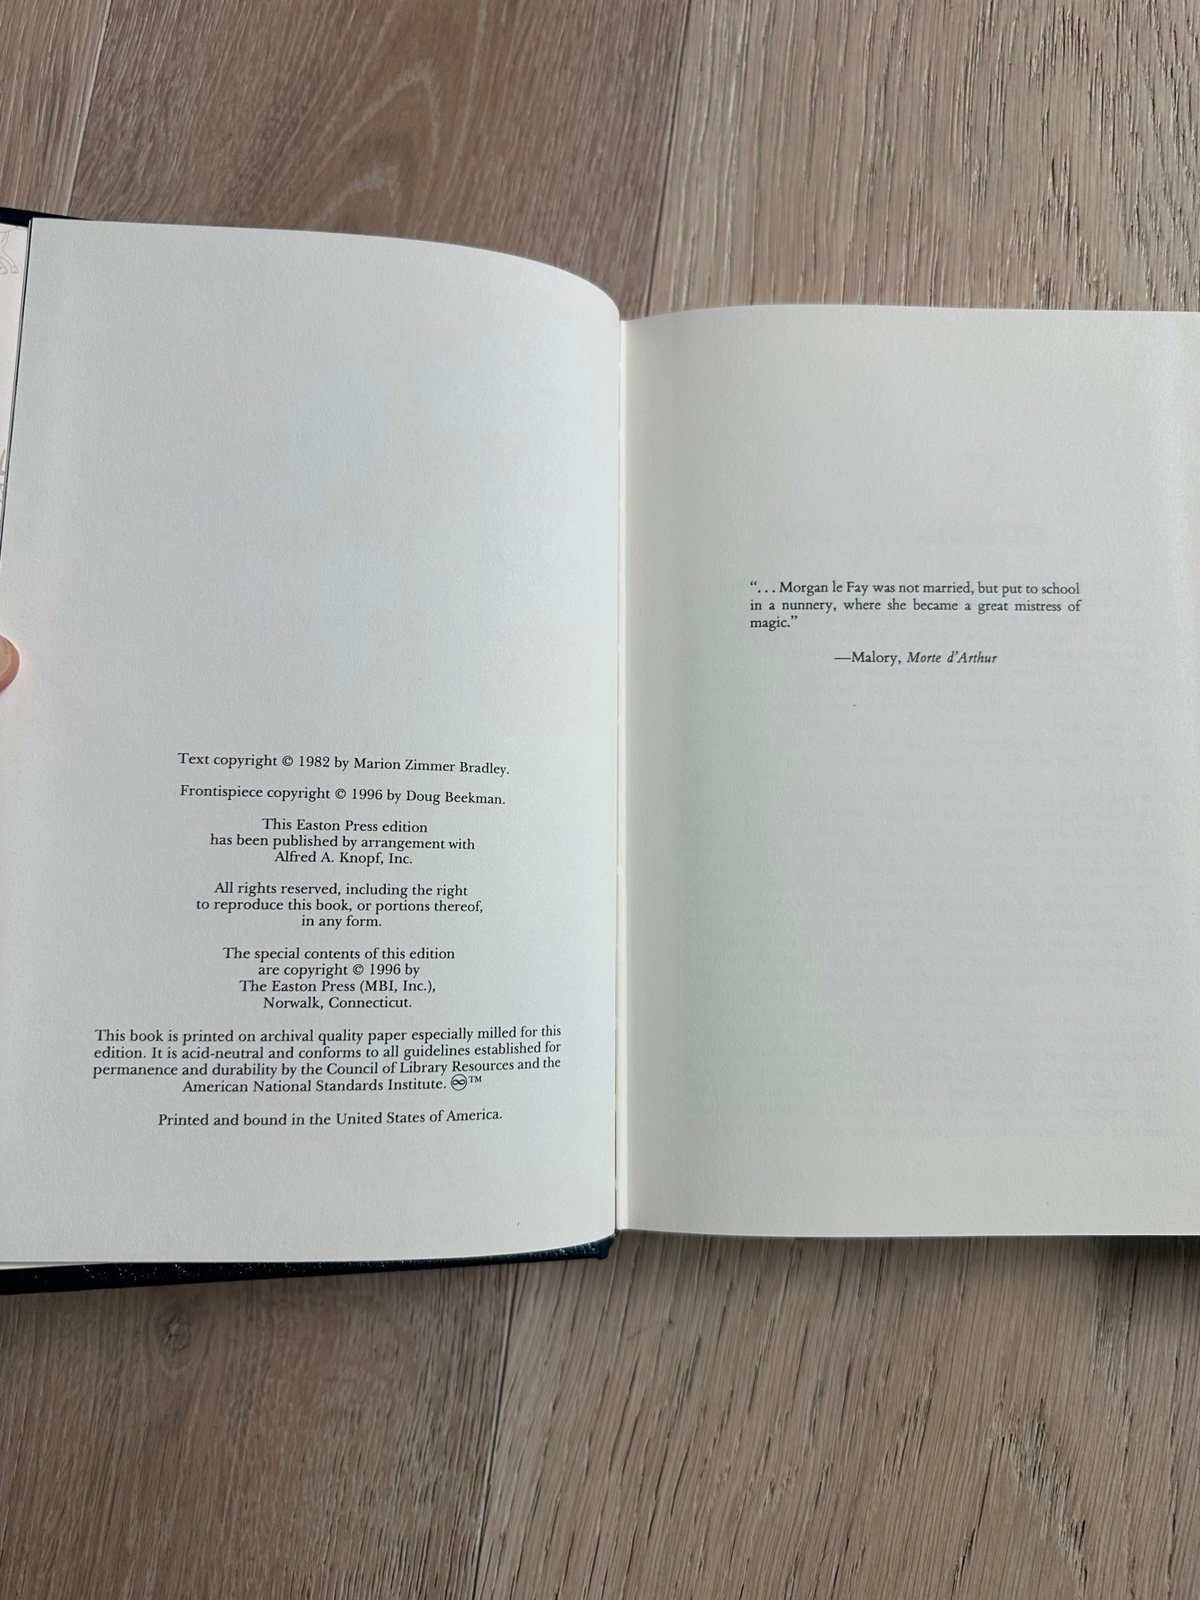 Text copyright © 1982 by Marion Zimmer Bradley.
Frontispiece copyright © 1996 by Doug Beekman.
This Easton Press edition
has been published by arrangement with
Alfred A. Knopf, Inc.
All rights reserved, including the right
to reproduce this book, or portions thereof,
in any form.
The special contents of this edition
are copyright © 1996 by
The Easton Press (MBI, Inc.),
Norwalk, Connecticut.
This book is printed on archival quality paper especially milled for this
edition. It is acid-neutral and conforms to all guidelines established for
permanence and durability by the Council of Library Resources and the
American National Standards Institute. ♾™
Printed and bound in the United States of America.
“. . . Morgan le Fay was not married, but put to school
in a nunnery, where she became a great mistress of
magic.”
—Malory, Morte d’Arthur